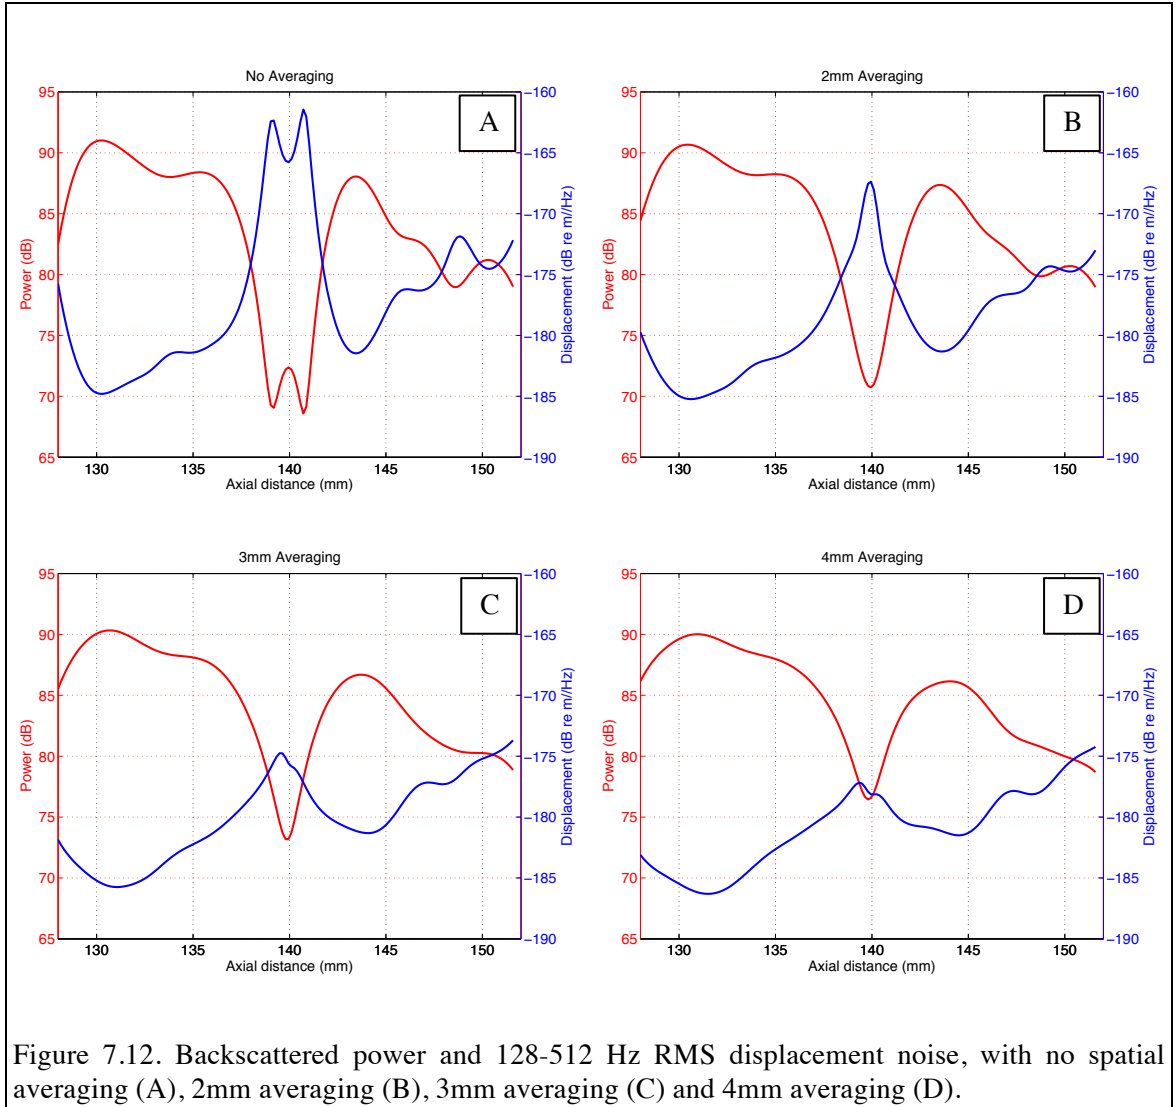 No Averaging
A
95
90
85
80
75
70
65
Power (dB)
−160
−165
−170
−175
−180
−185
−190
Displacement (dB re m//Hz)
130 135 140 145 150
Axial distance (mm)
2mm Averaging
B
95
90
85
80
75
70
65
Power (dB)
−160
−165
−170
−175
−180
−185
−190
Displacement (dB re m//Hz)
130 135 140 145 150
Axial distance (mm)
3mm Averaging
C
95
90
85
80
75
70
65
Power (dB)
−160
−165
−170
−175
−180
−185
−190
Displacement (dB re m//Hz)
130 135 140 145 150
Axial distance (mm)
4mm Averaging
D
95
90
85
80
75
70
65
Power (dB)
−160
−165
−170
−175
−180
−185
−190
Displacement (dB re m//Hz)
130 135 140 145 150
Axial distance (mm)
Figure 7.12. Backscattered power and 128-512 Hz RMS displacement noise, with no spatial
averaging (A), 2mm averaging (B), 3mm averaging (C) and 4mm averaging (D).